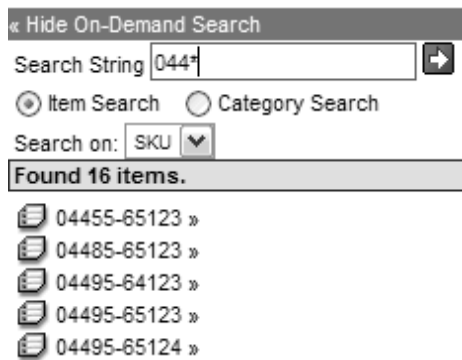 « Hide On-Demand Search
Search String 044*
Item Search Category Search
Search on: SKU
Found 16 items.
04455-65123 »
04485-65123 »
04495-64123 »
04495-65123 »
04495-65124 »